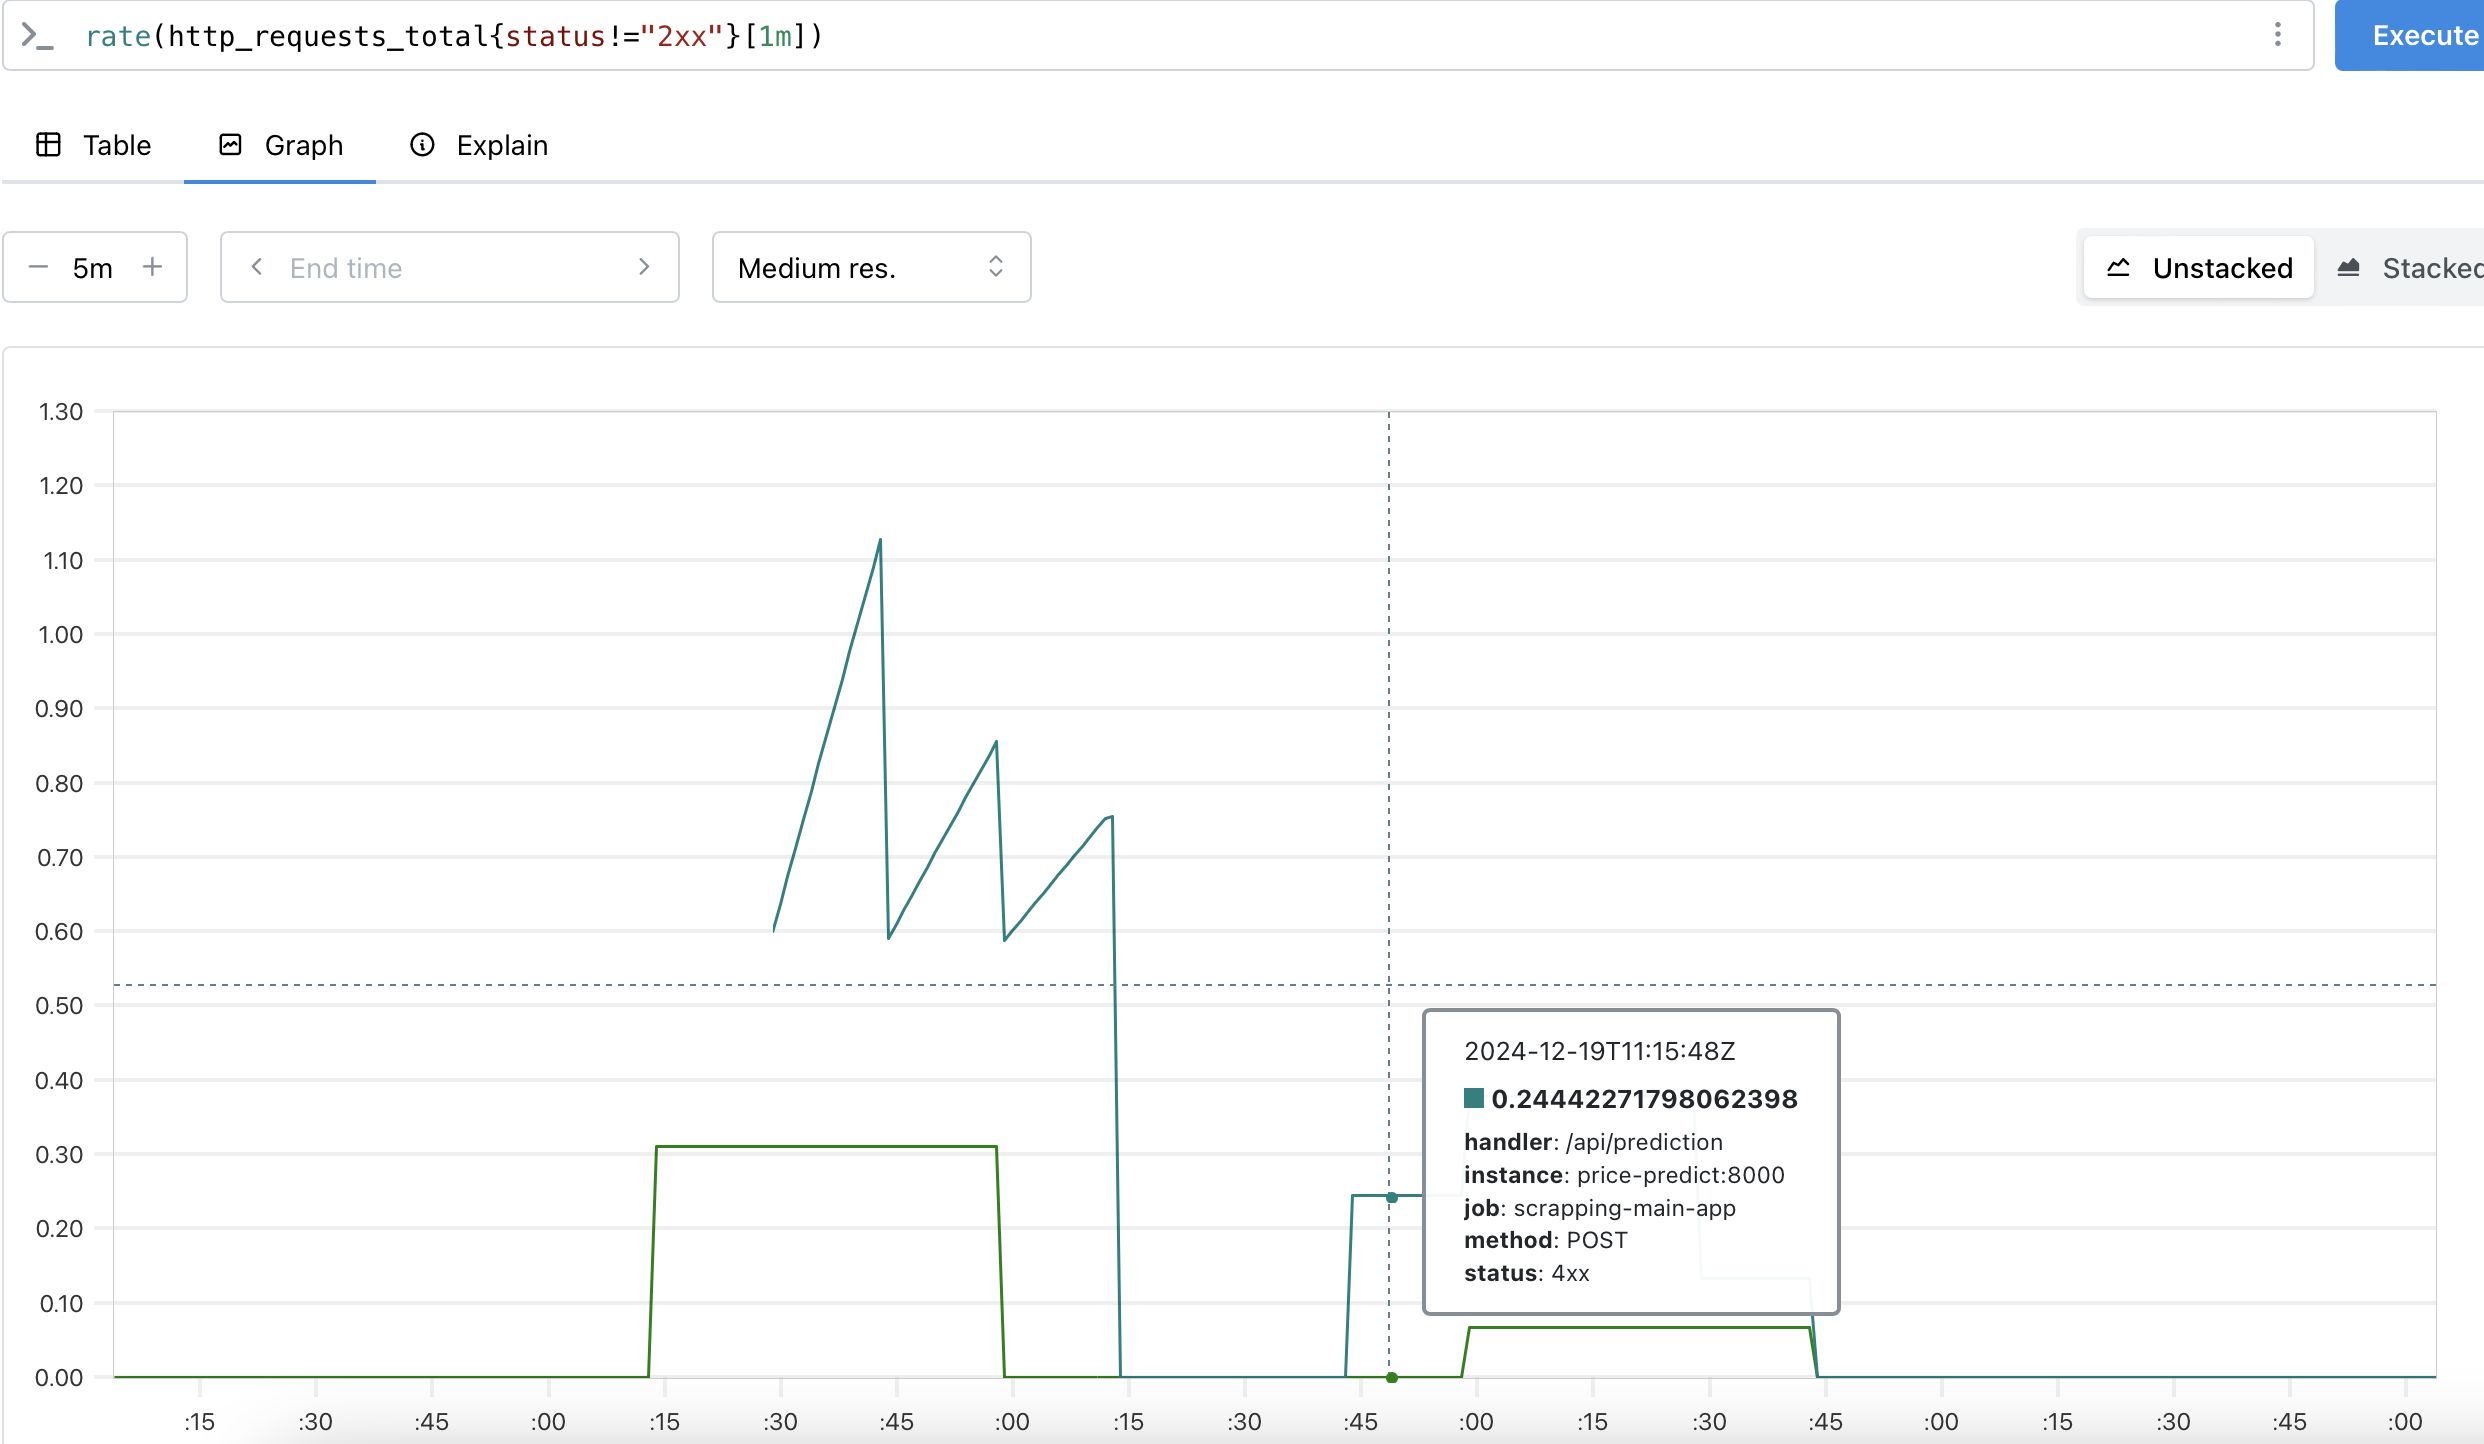 rate(http_requests_total{status!="2xx"}[1m])
Execute
Table
Graph
Explain
5m
End time
Medium res.
Unstacked
Stacked
1.30
1.20
1.10
1.00
0.90
0.80
0.70
0.60
0.50
0.40
0.30
0.20
0.10
0.00
2024-12-19T11:15:48Z
0.24442271798062398
handler: /api/prediction
instance: price-predict:8000
job: scrapping-main-app
method: POST
status: 4xx
:15 :30 :45 :00 :15 :30 :45 :00 :15 :30 :45 :00 :15 :30 :45 :00 :15 :30 :45 :00